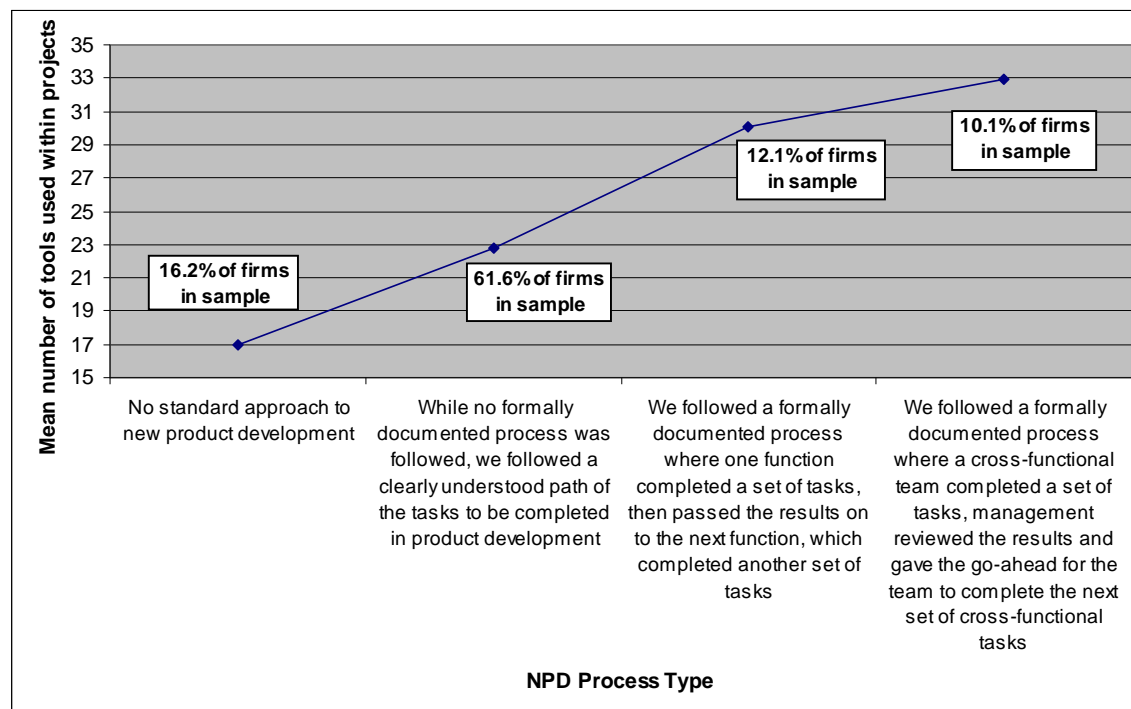 Mean number of tools used within projects
35
33
31
29
27
25
23
21
19
17
15
16.2% of firms
in sample
61.6% of firms
in sample
12.1% of firms
in sample
10.1% of firms
in sample
No standard approach to
new product development
While no formally
documented process was
followed, we followed a
clearly understood path of
the tasks to be completed
in product development
We followed a formally
documented process
where one function
completed a set of tasks,
then passed the results on
to the next function, which
completed another set of
tasks
We followed a formally
documented process
where a cross-functional
team completed a set of
tasks, management
reviewed the results and
gave the go-ahead for the
team to complete the next
set of cross-functional
tasks
NPD Process Type